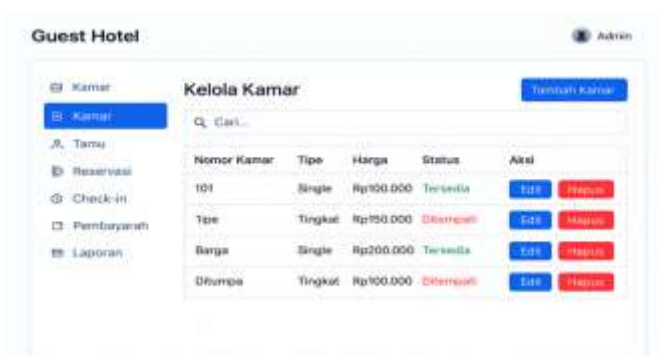 Guest Hotel
Admin
Kamar
Kamar
Tamu
Reservasi
Check-in
Pembayarah
Laporan
Kelola Kamar
Tambah Kamar
Cari...
Nomor Kamar Tipe Harga Status Aksi
101 Single Rp100.000 Tersedia Edit Hapus
Tipe Tingkat Rp150.000 Ditempati Edit Hapus
Barga Single Rp200.000 Tersedia Edit Hapus
Ditumpa Tingkat Rp100.000 Ditempati Edit Hapus